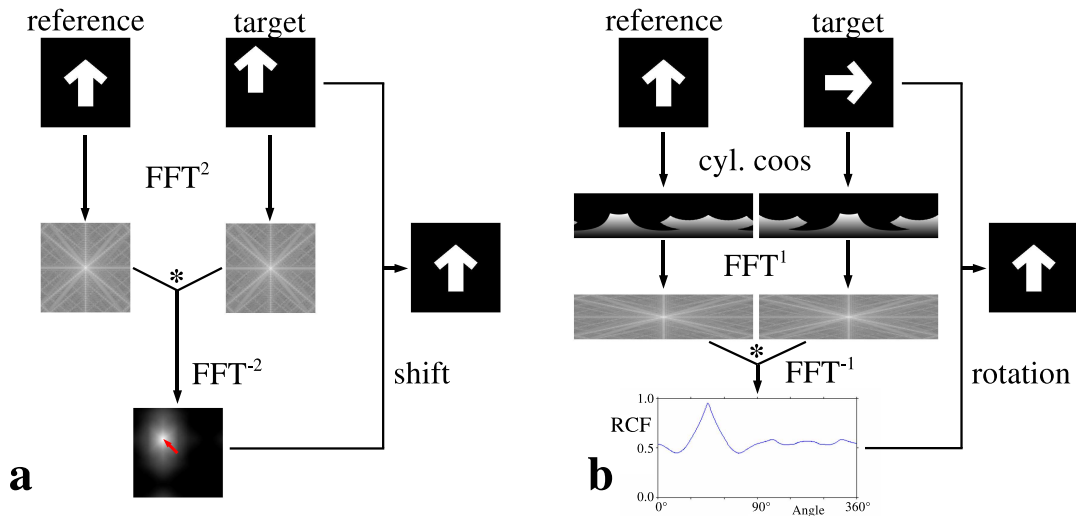 reference target
FFT²
*
FFT⁻²
shift
a
reference target
cyl. coos
FFT¹
*
FFT⁻¹
rotation
RCF
1.0
0.5
0.0
0° 90° Angle 360°
b